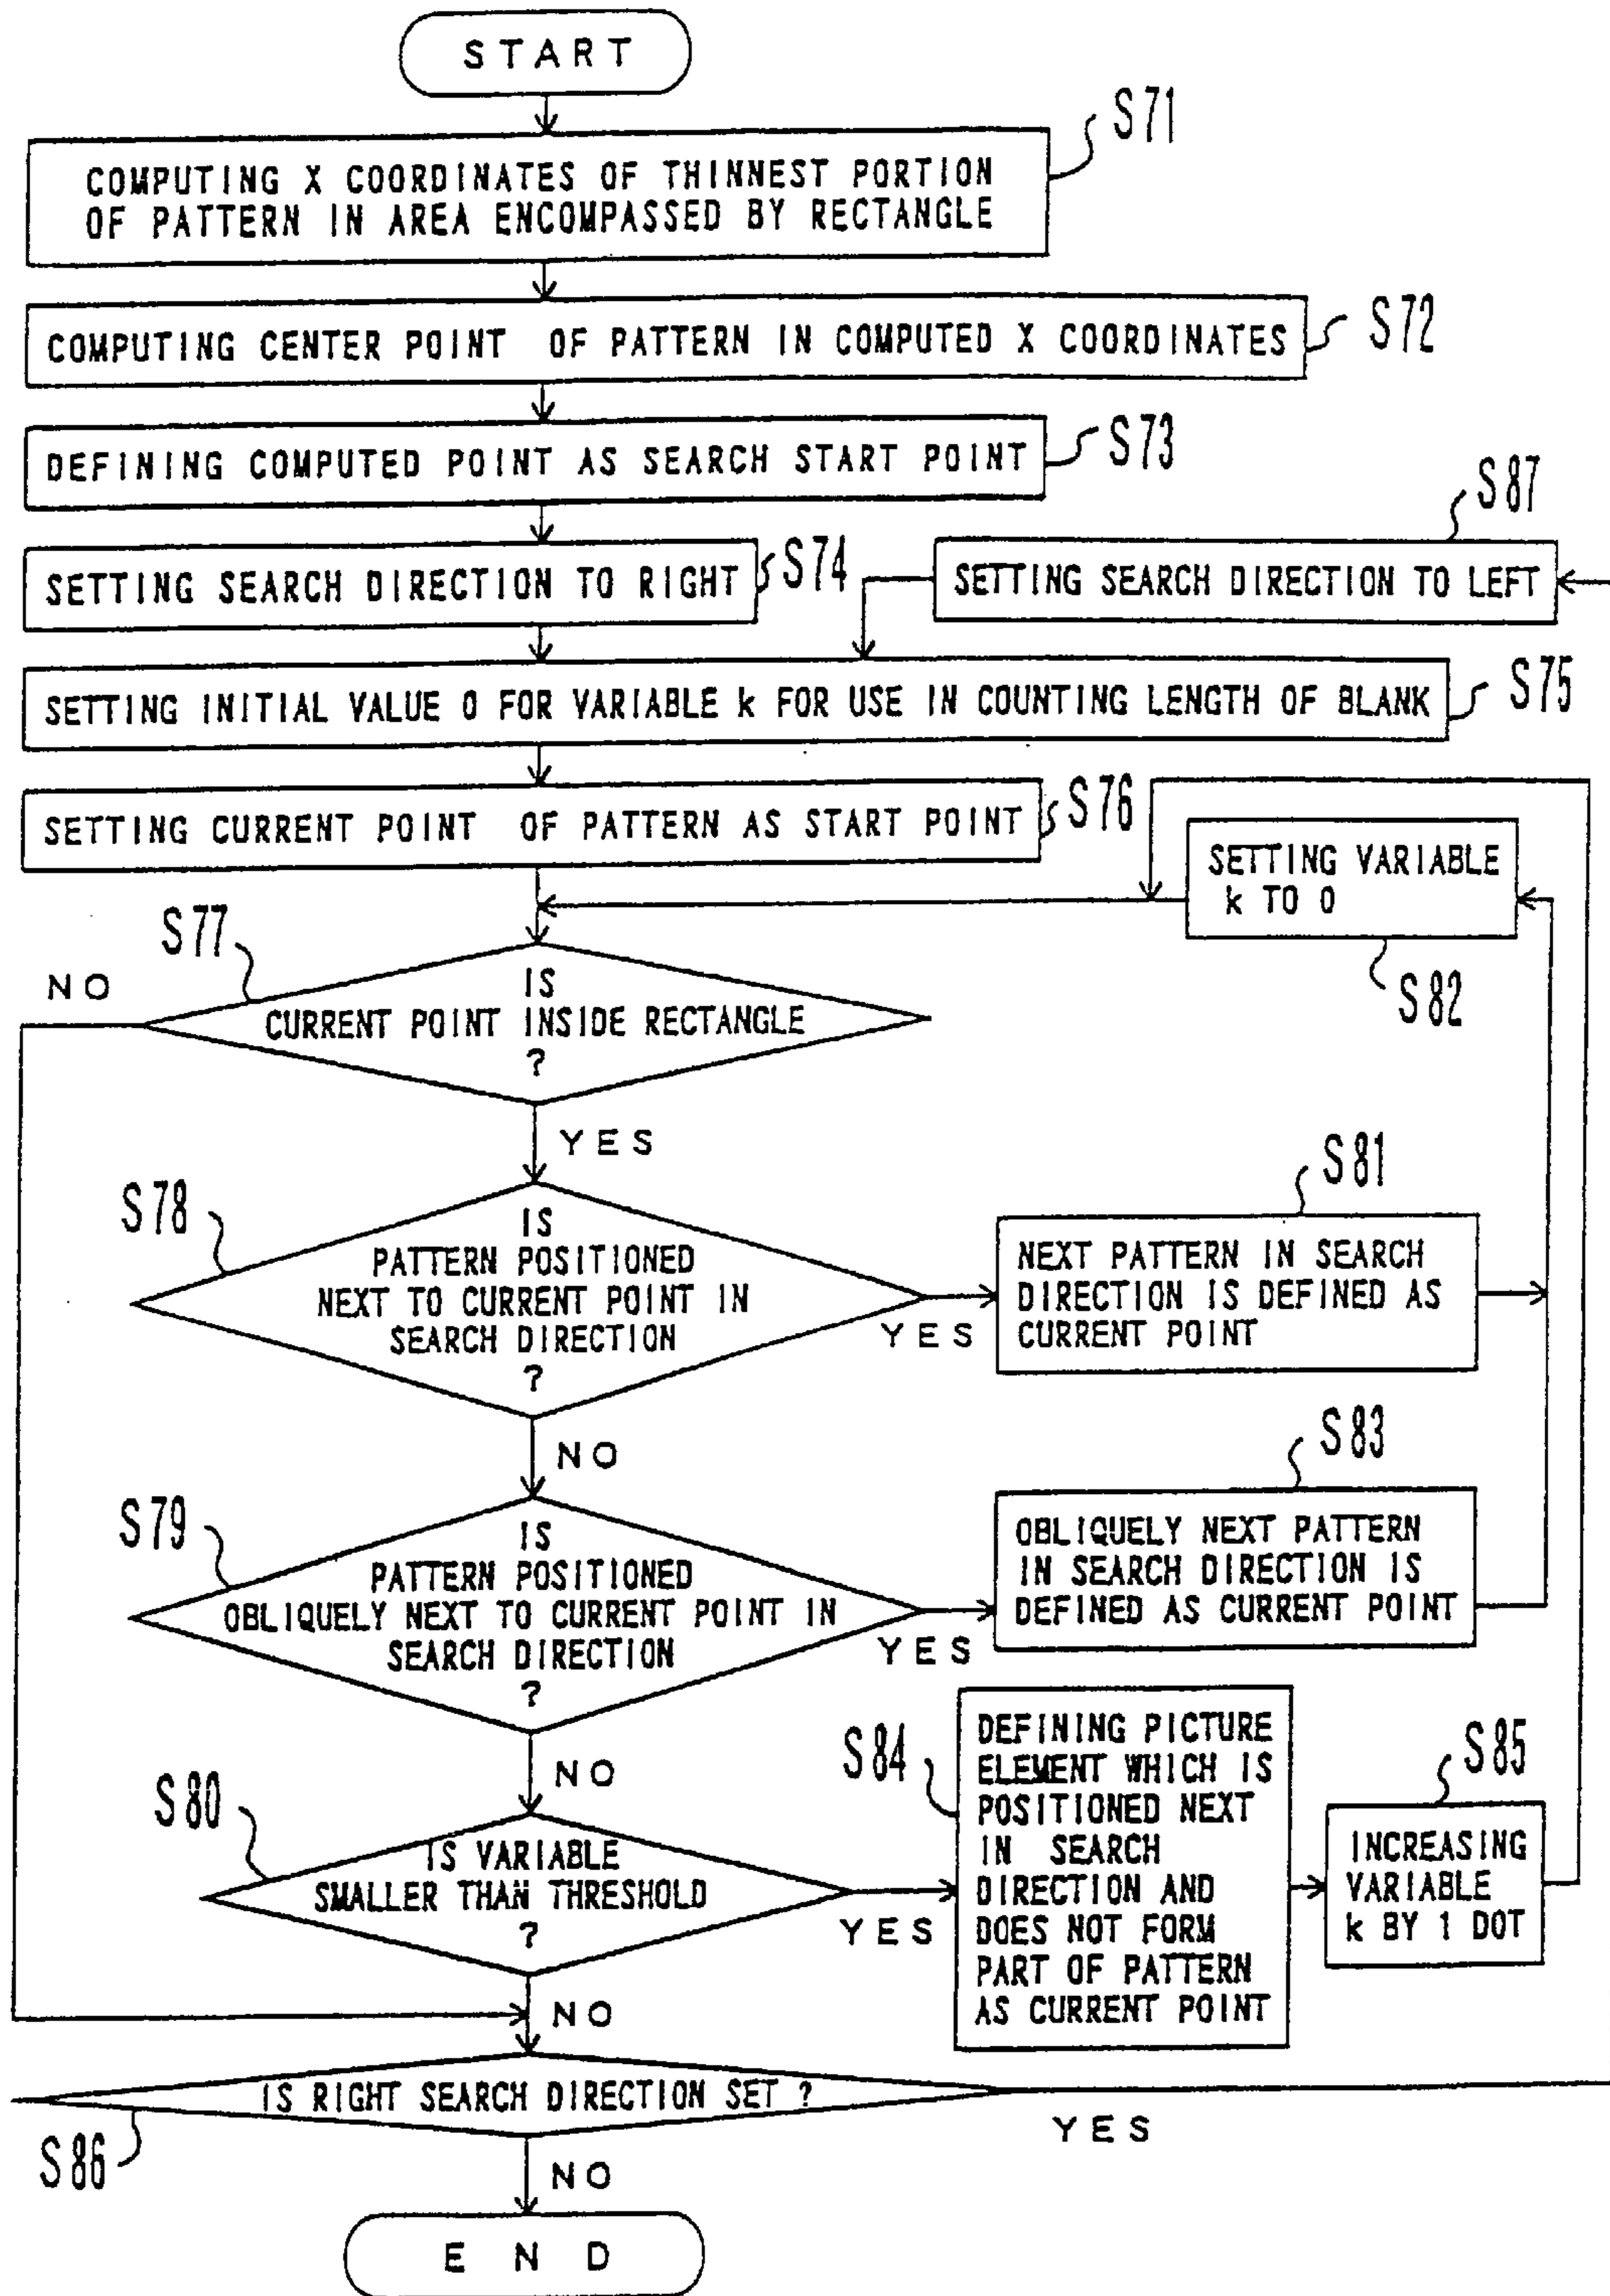 START
S71
COMPUTING X COORDINATES OF THINNEST PORTION
OF PATTERN IN AREA ENCOMPASSED BY RECTANGLE
COMPUTING CENTER POINT OF PATTERN IN COMPUTED X COORDINATES
S72
DEFINING COMPUTED POINT AS SEARCH START POINT
S73
S87
SETTING SEARCH DIRECTION TO RIGHT
S74
SETTING SEARCH DIRECTION TO LEFT
SETTING INITIAL VALUE 0 FOR VARIABLE k FOR USE IN COUNTING LENGTH OF BLANK
S75
SETTING CURRENT POINT OF PATTERN AS START POINT
S76
SETTING VARIABLE
k TO 0
S82
S77
NO
IS
CURRENT POINT INSIDE RECTANGLE
?
YES
S78
IS
PATTERN POSITIONED
NEXT TO CURRENT POINT IN
SEARCH DIRECTION
?
YES
S81
NEXT PATTERN IN SEARCH
DIRECTION IS DEFINED AS
CURRENT POINT
NO
S79
IS
PATTERN POSITIONED
OBLIQUELY NEXT TO CURRENT POINT IN
SEARCH DIRECTION
?
YES
S83
OBLIQUELY NEXT PATTERN
IN SEARCH DIRECTION IS
DEFINED AS CURRENT POINT
NO
S80
IS VARIABLE
SMALLER THAN THRESHOLD
?
YES
S84
DEFINING PICTURE
ELEMENT WHICH IS
POSITIONED NEXT
IN SEARCH
DIRECTION AND
DOES NOT FORM
PART OF PATTERN
AS CURRENT POINT
S85
INCREASING
VARIABLE
k BY 1 DOT
NO
IS RIGHT SEARCH DIRECTION SET ?
YES
S86
NO
END